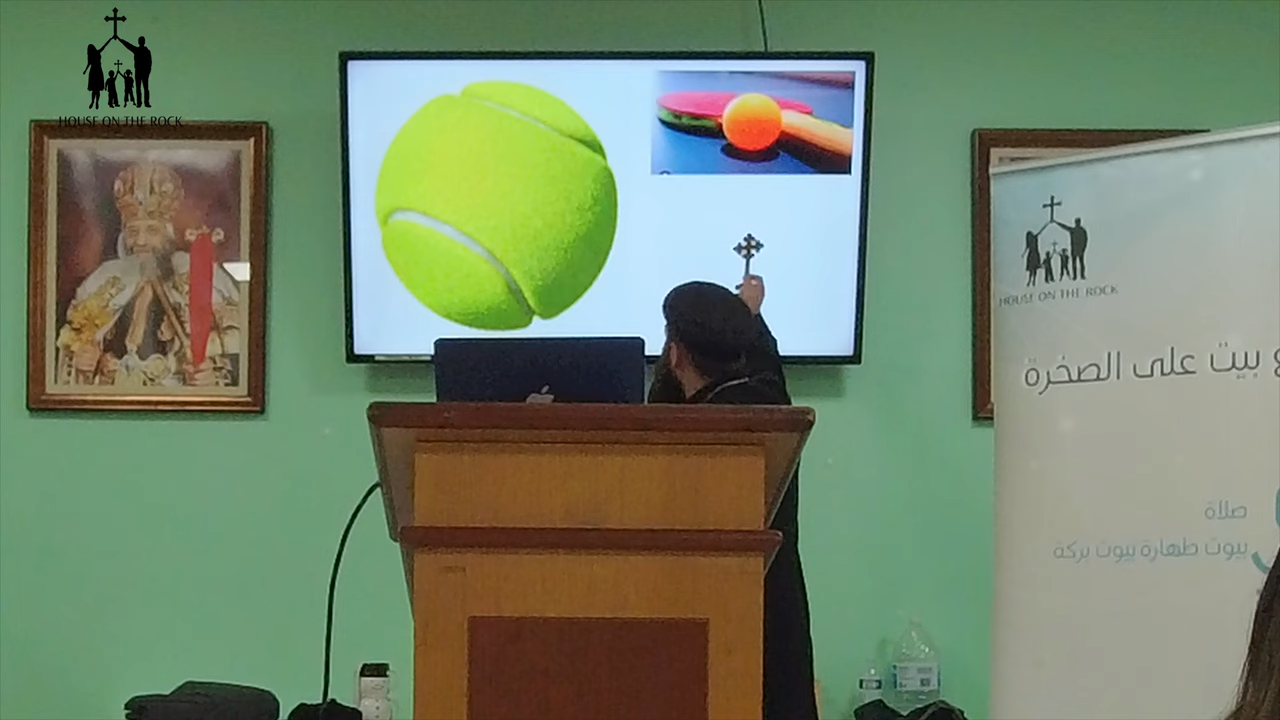 HOUSE ON THE ROCK
HOUSE ON THE ROCK
بيت على الصخرة
صلاة
بيوت طهارة بيوت بركة